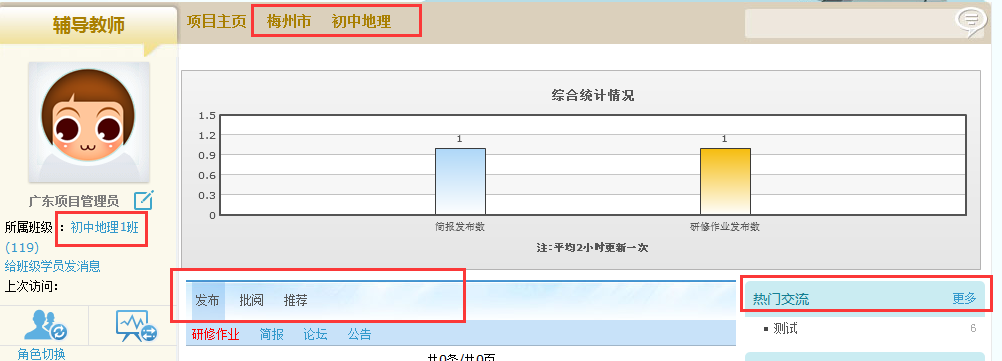 辅导教师
项目主页 梅州市 初中地理
广东项目管理员
所属班级 ：初中地理1班
(119)
给班级学员发消息
上次访问：
角色切换
综合统计情况
1.5
1.2
0.9
0.6
0.3
0
1 1
简报发布数 研修作业发布数
注:平均2小时更新一次
发布 批阅 推荐
研修作业 简报 论坛 公告
共0条/共0页
热门交流 更多
测试 6